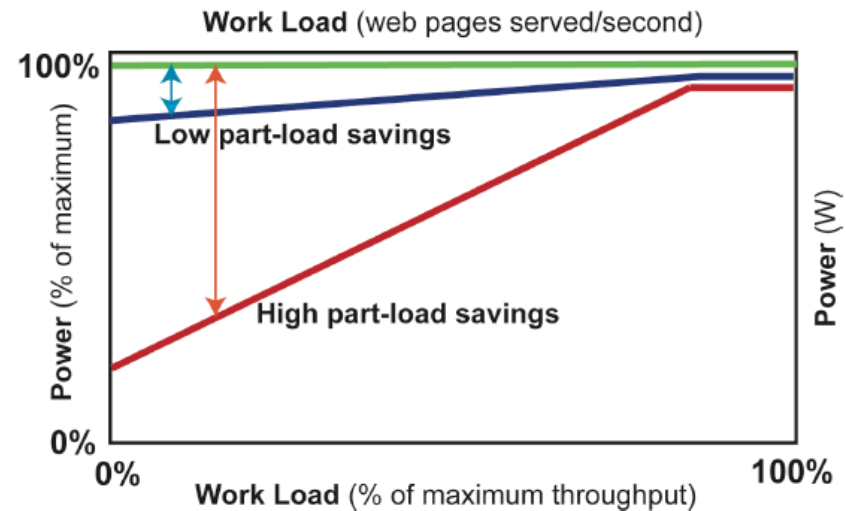 Work Load (web pages served/second)
100%
Low part-load savings
Power (% of maximum)
Power (W)
High part-load savings
0%
0%
100%
Work Load (% of maximum throughput)